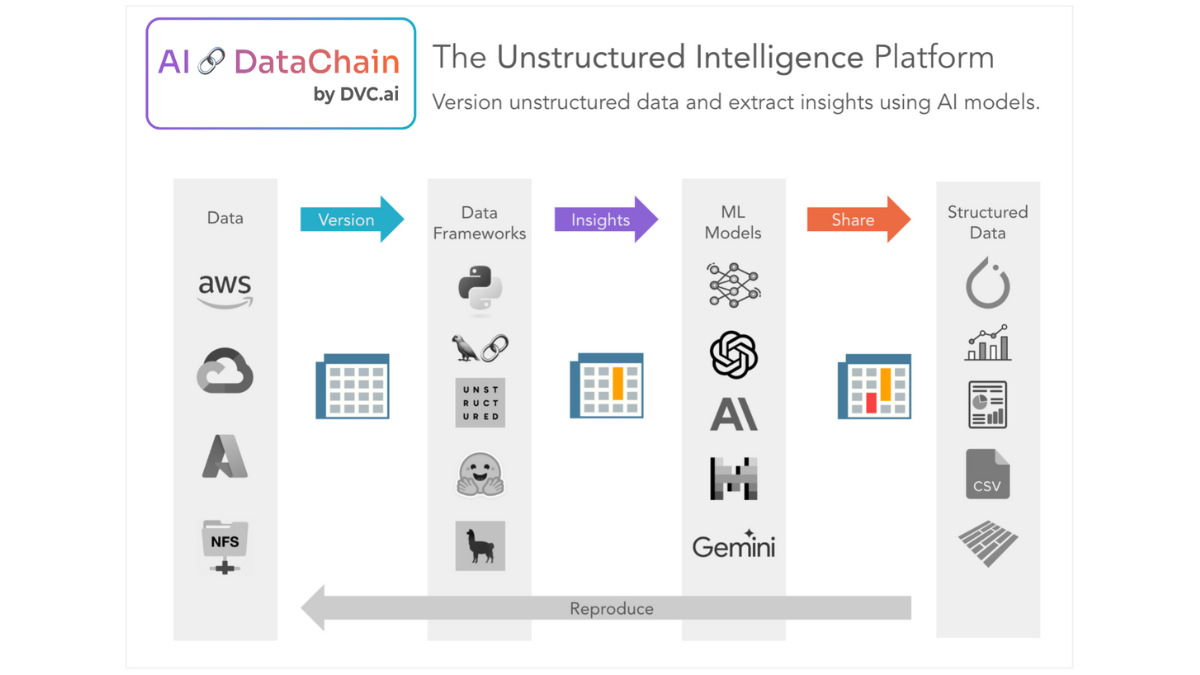 AI DataChain
by DVC.ai
The Unstructured Intelligence Platform
Version unstructured data and extract insights using AI models.
Data
Version
Data
Frameworks
Insights
ML
Models
Share
Structured
Data
aws
NFS
UNST
RUCT
URED
AI
Gemini
CSV
Reproduce